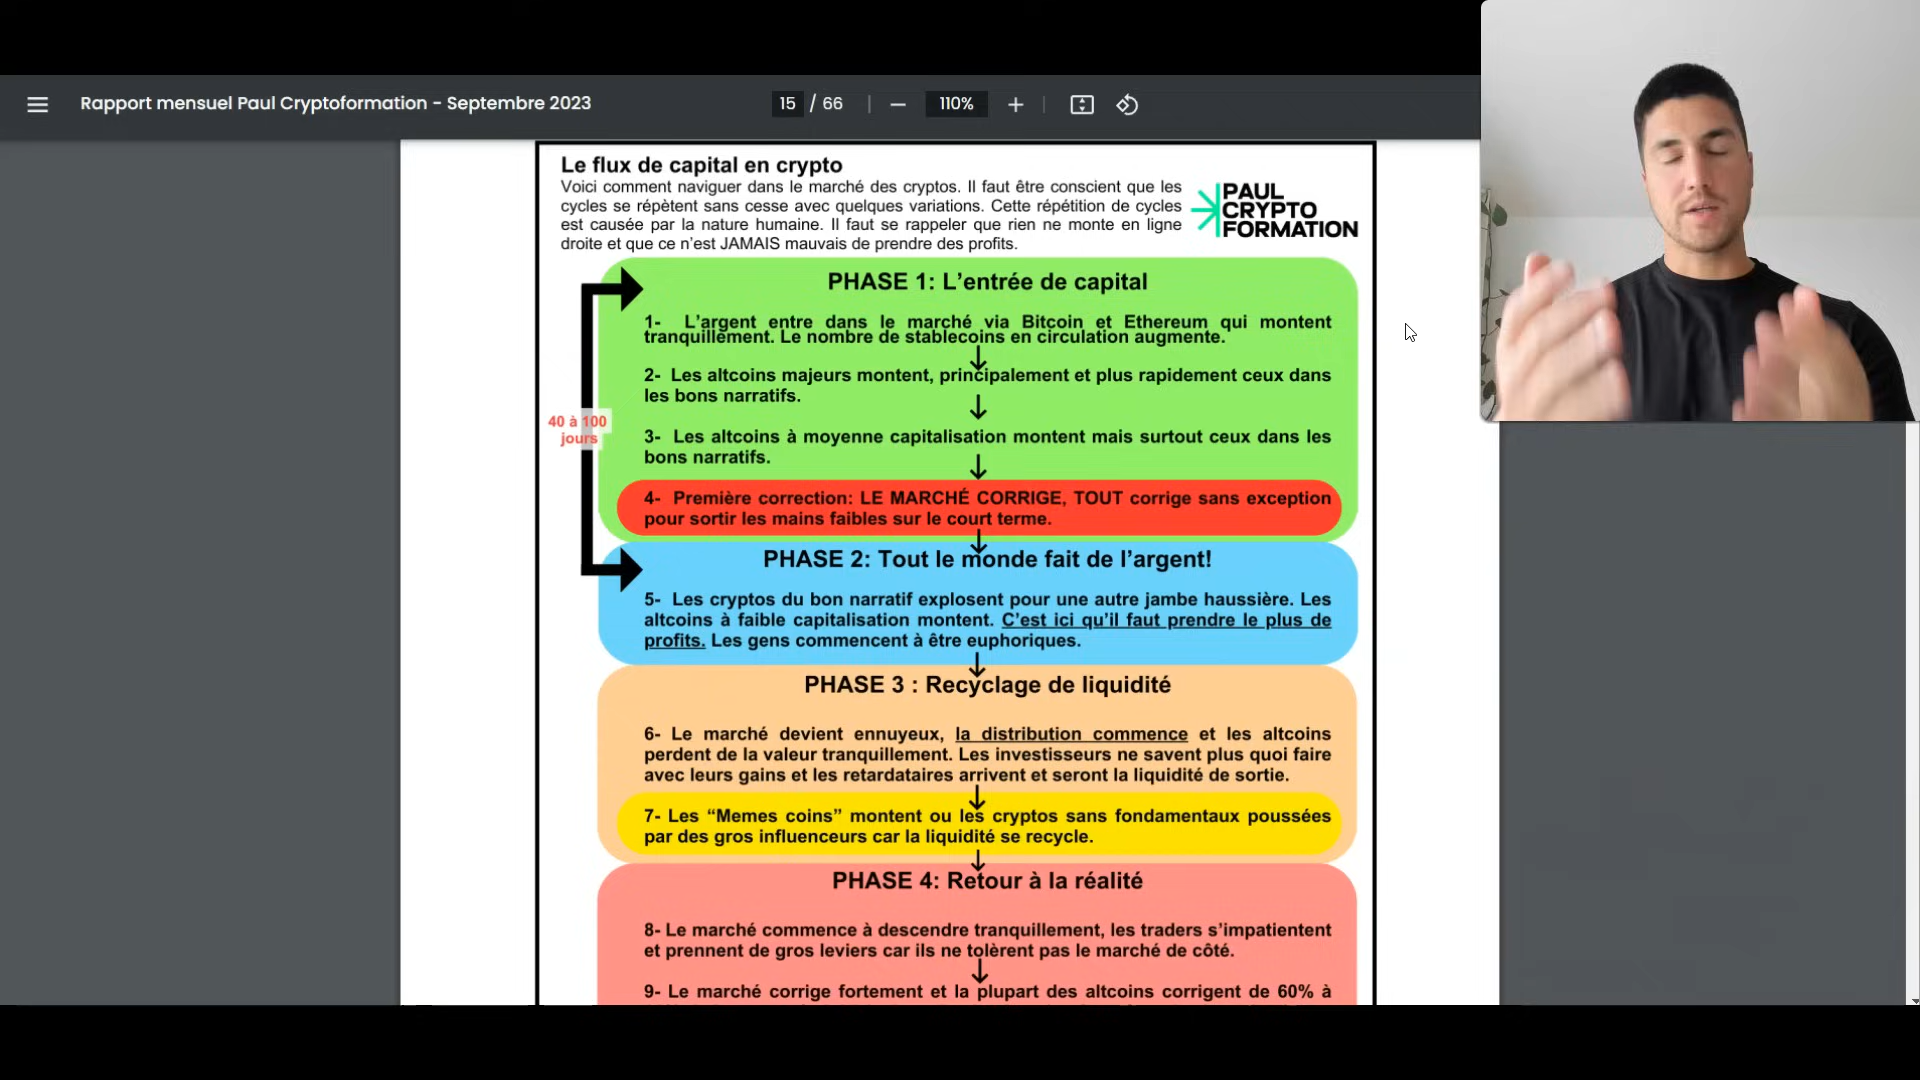 Rapport mensuel Paul Cryptoformation - Septembre 2023
15 / 66
110%
Le flux de capital en crypto
Voici comment naviguer dans le marché des cryptos. Il faut être conscient que les
cycles se répètent sans cesse avec quelques variations. Cette répétition de cycles
est causée par la nature humaine. Il faut se rappeler que rien ne monte en ligne
droite et que ce n'est JAMAIS mauvais de prendre des profits.
PAUL
CRYPTO
FORMATION
PHASE 1: L'entrée de capital
1- L'argent entre dans le marché via Bitcoin et Ethereum qui montent
tranquillement. Le nombre de stablecoins en circulation augmente.
2- Les altcoins majeurs montent, principalement et plus rapidement ceux dans
les bons narratifs.
40 à 100
jours
3- Les altcoins à moyenne capitalisation montent mais surtout ceux dans les
bons narratifs.
4- Première correction: LE MARCHÉ CORRIGE, TOUT corrige sans exception
pour sortir les mains faibles sur le court terme.
PHASE 2: Tout le monde fait de l'argent!
5- Les cryptos du bon narratif explosent pour une autre jambe haussière. Les
altcoins à faible capitalisation montent. C'est ici qu'il faut prendre le plus de
profits. Les gens commencent à être euphoriques.
PHASE 3 : Recyclage de liquidité
6- Le marché devient ennuyeux, la distribution commence et les altcoins
perdent de la valeur tranquillement. Les investisseurs ne savent plus quoi faire
avec leurs gains et les retardataires arrivent et seront la liquidité de sortie.
7- Les “Memes coins” montent ou les cryptos sans fondamentaux poussées
par des gros influenceurs car la liquidité se recycle.
PHASE 4: Retour à la réalité
8- Le marché commence à descendre tranquillement, les traders s'impatientent
et prennent de gros leviers car ils ne tolèrent pas le marché de côté.
9- Le marché corrige fortement et la plupart des altcoins corrigent de 60% à